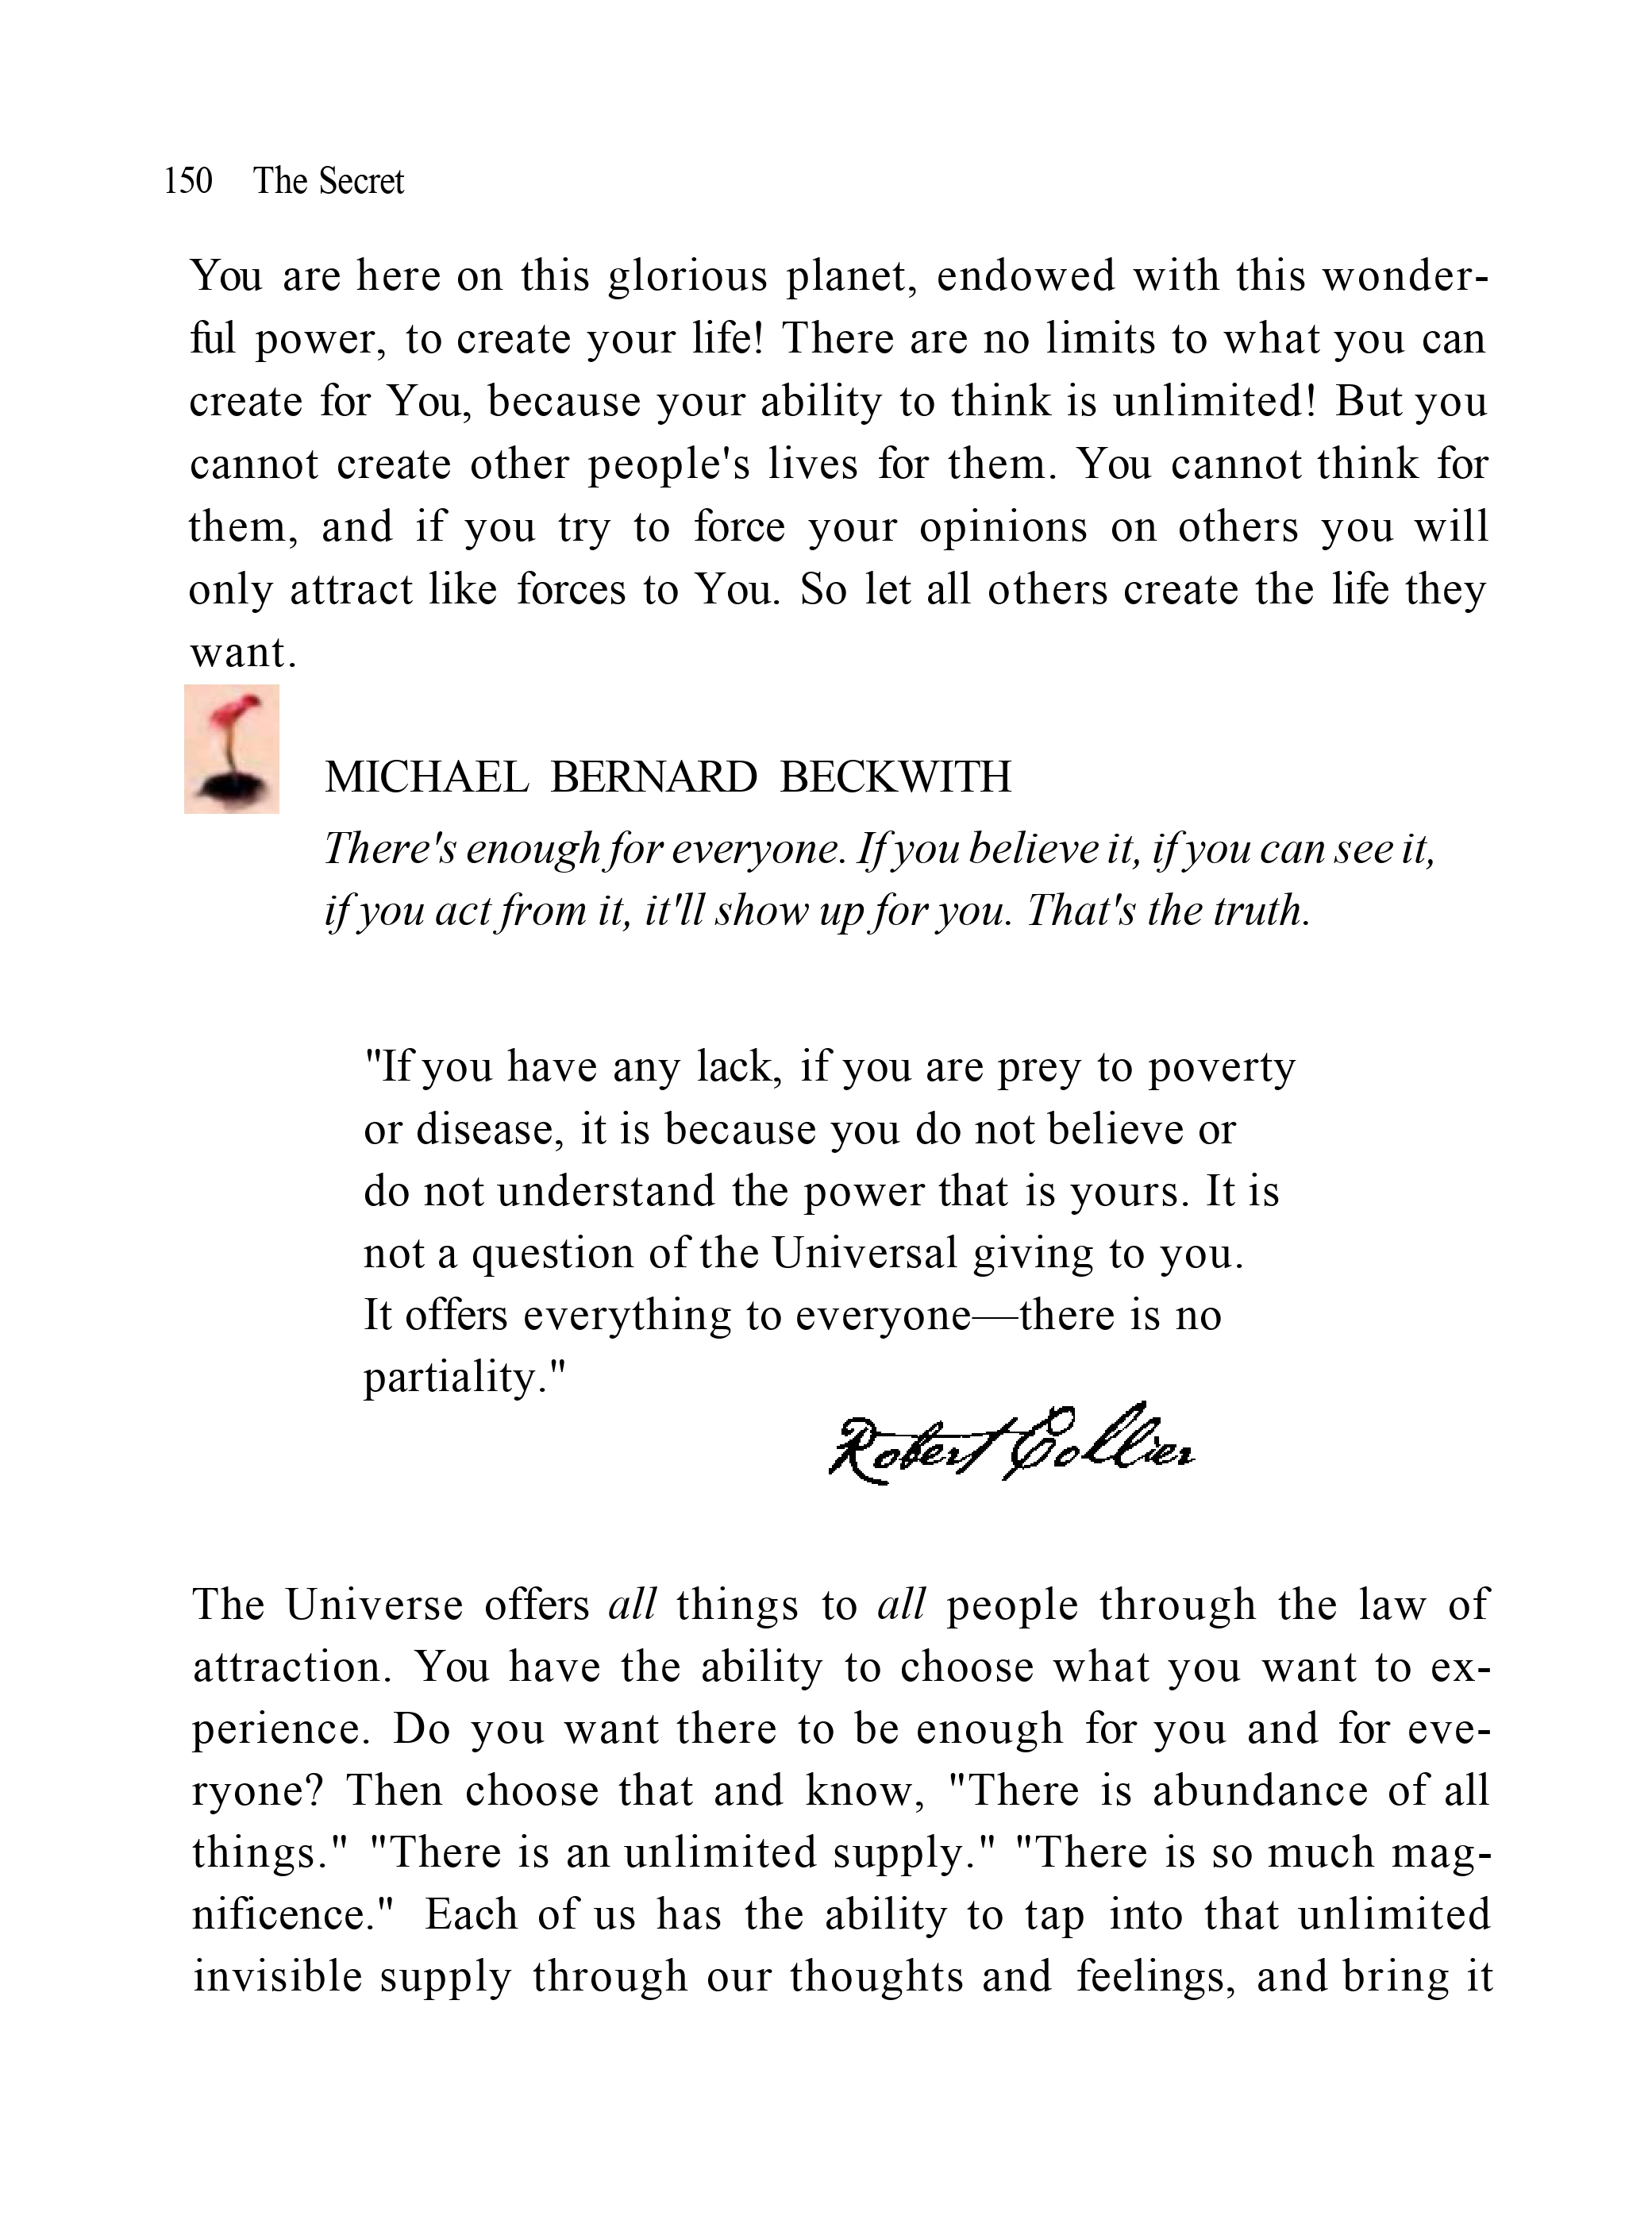 150 The Secret
You are here on this glorious planet, endowed with this wonder-
ful power, to create your life! There are no limits to what you can
create for You, because your ability to think is unlimited! But you
cannot create other people's lives for them. You cannot think for
them, and if you try to force your opinions on others you will
only attract like forces to You. So let all others create the life they
want.
MICHAEL BERNARD BECKWITH
There's enough for everyone. If you believe it, if you can see it,
if you act from it, it'll show up for you. That's the truth.
"If you have any lack, if you are prey to poverty
or disease, it is because you do not believe or
do not understand the power that is yours. It is
not a question of the Universal giving to you.
It offers everything to everyone—there is no
partiality."
Robert Collier
The Universe offers all things to all people through the law of
attraction. You have the ability to choose what you want to ex-
perience. Do you want there to be enough for you and for eve-
ryone? Then choose that and know, "There is abundance of all
things." "There is an unlimited supply." "There is so much mag-
nificence." Each of us has the ability to tap into that unlimited
invisible supply through our thoughts and feelings, and bring it